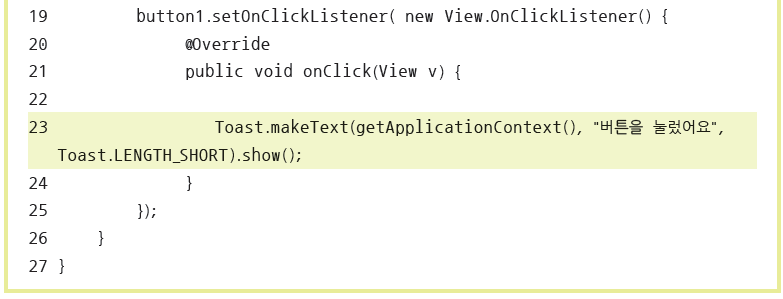 19 button1.setOnClickListener( new View.OnClickListener() {
20 @Override
21 public void onClick(View v) {
22
23 Toast.makeText(getApplicationContext(), "버튼을 눌렀어요",
Toast.LENGTH_SHORT).show();
24 }
25 });
26 }
27 }